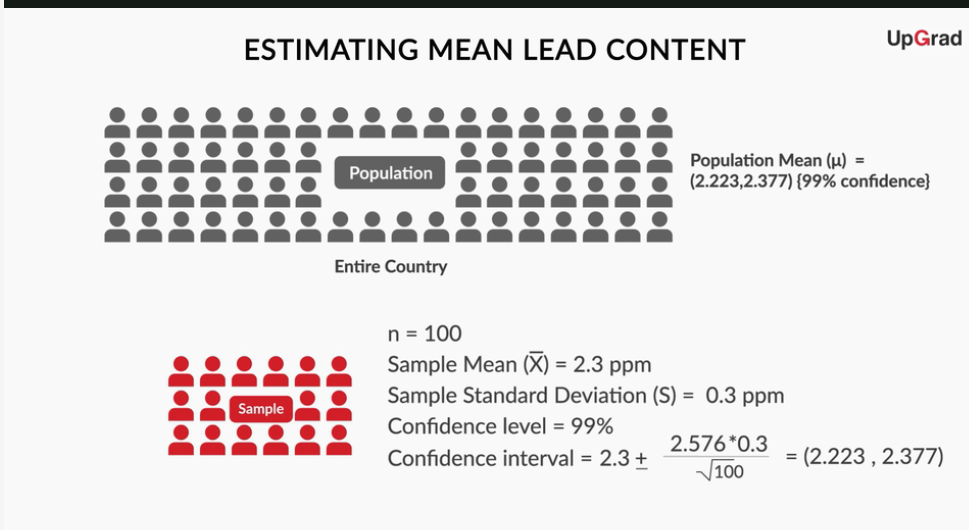 UpGrad
ESTIMATING MEAN LEAD CONTENT
Population
Population Mean (μ) =
(2.223,2.377) {99% confidence}
Entire Country
n = 100
Sample Mean (X̅) = 2.3 ppm
Sample Standard Deviation (S) = 0.3 ppm
Sample
Confidence level = 99%
Confidence interval = 2.3 ± 2.576*0.3 / √100 = (2.223 , 2.377)